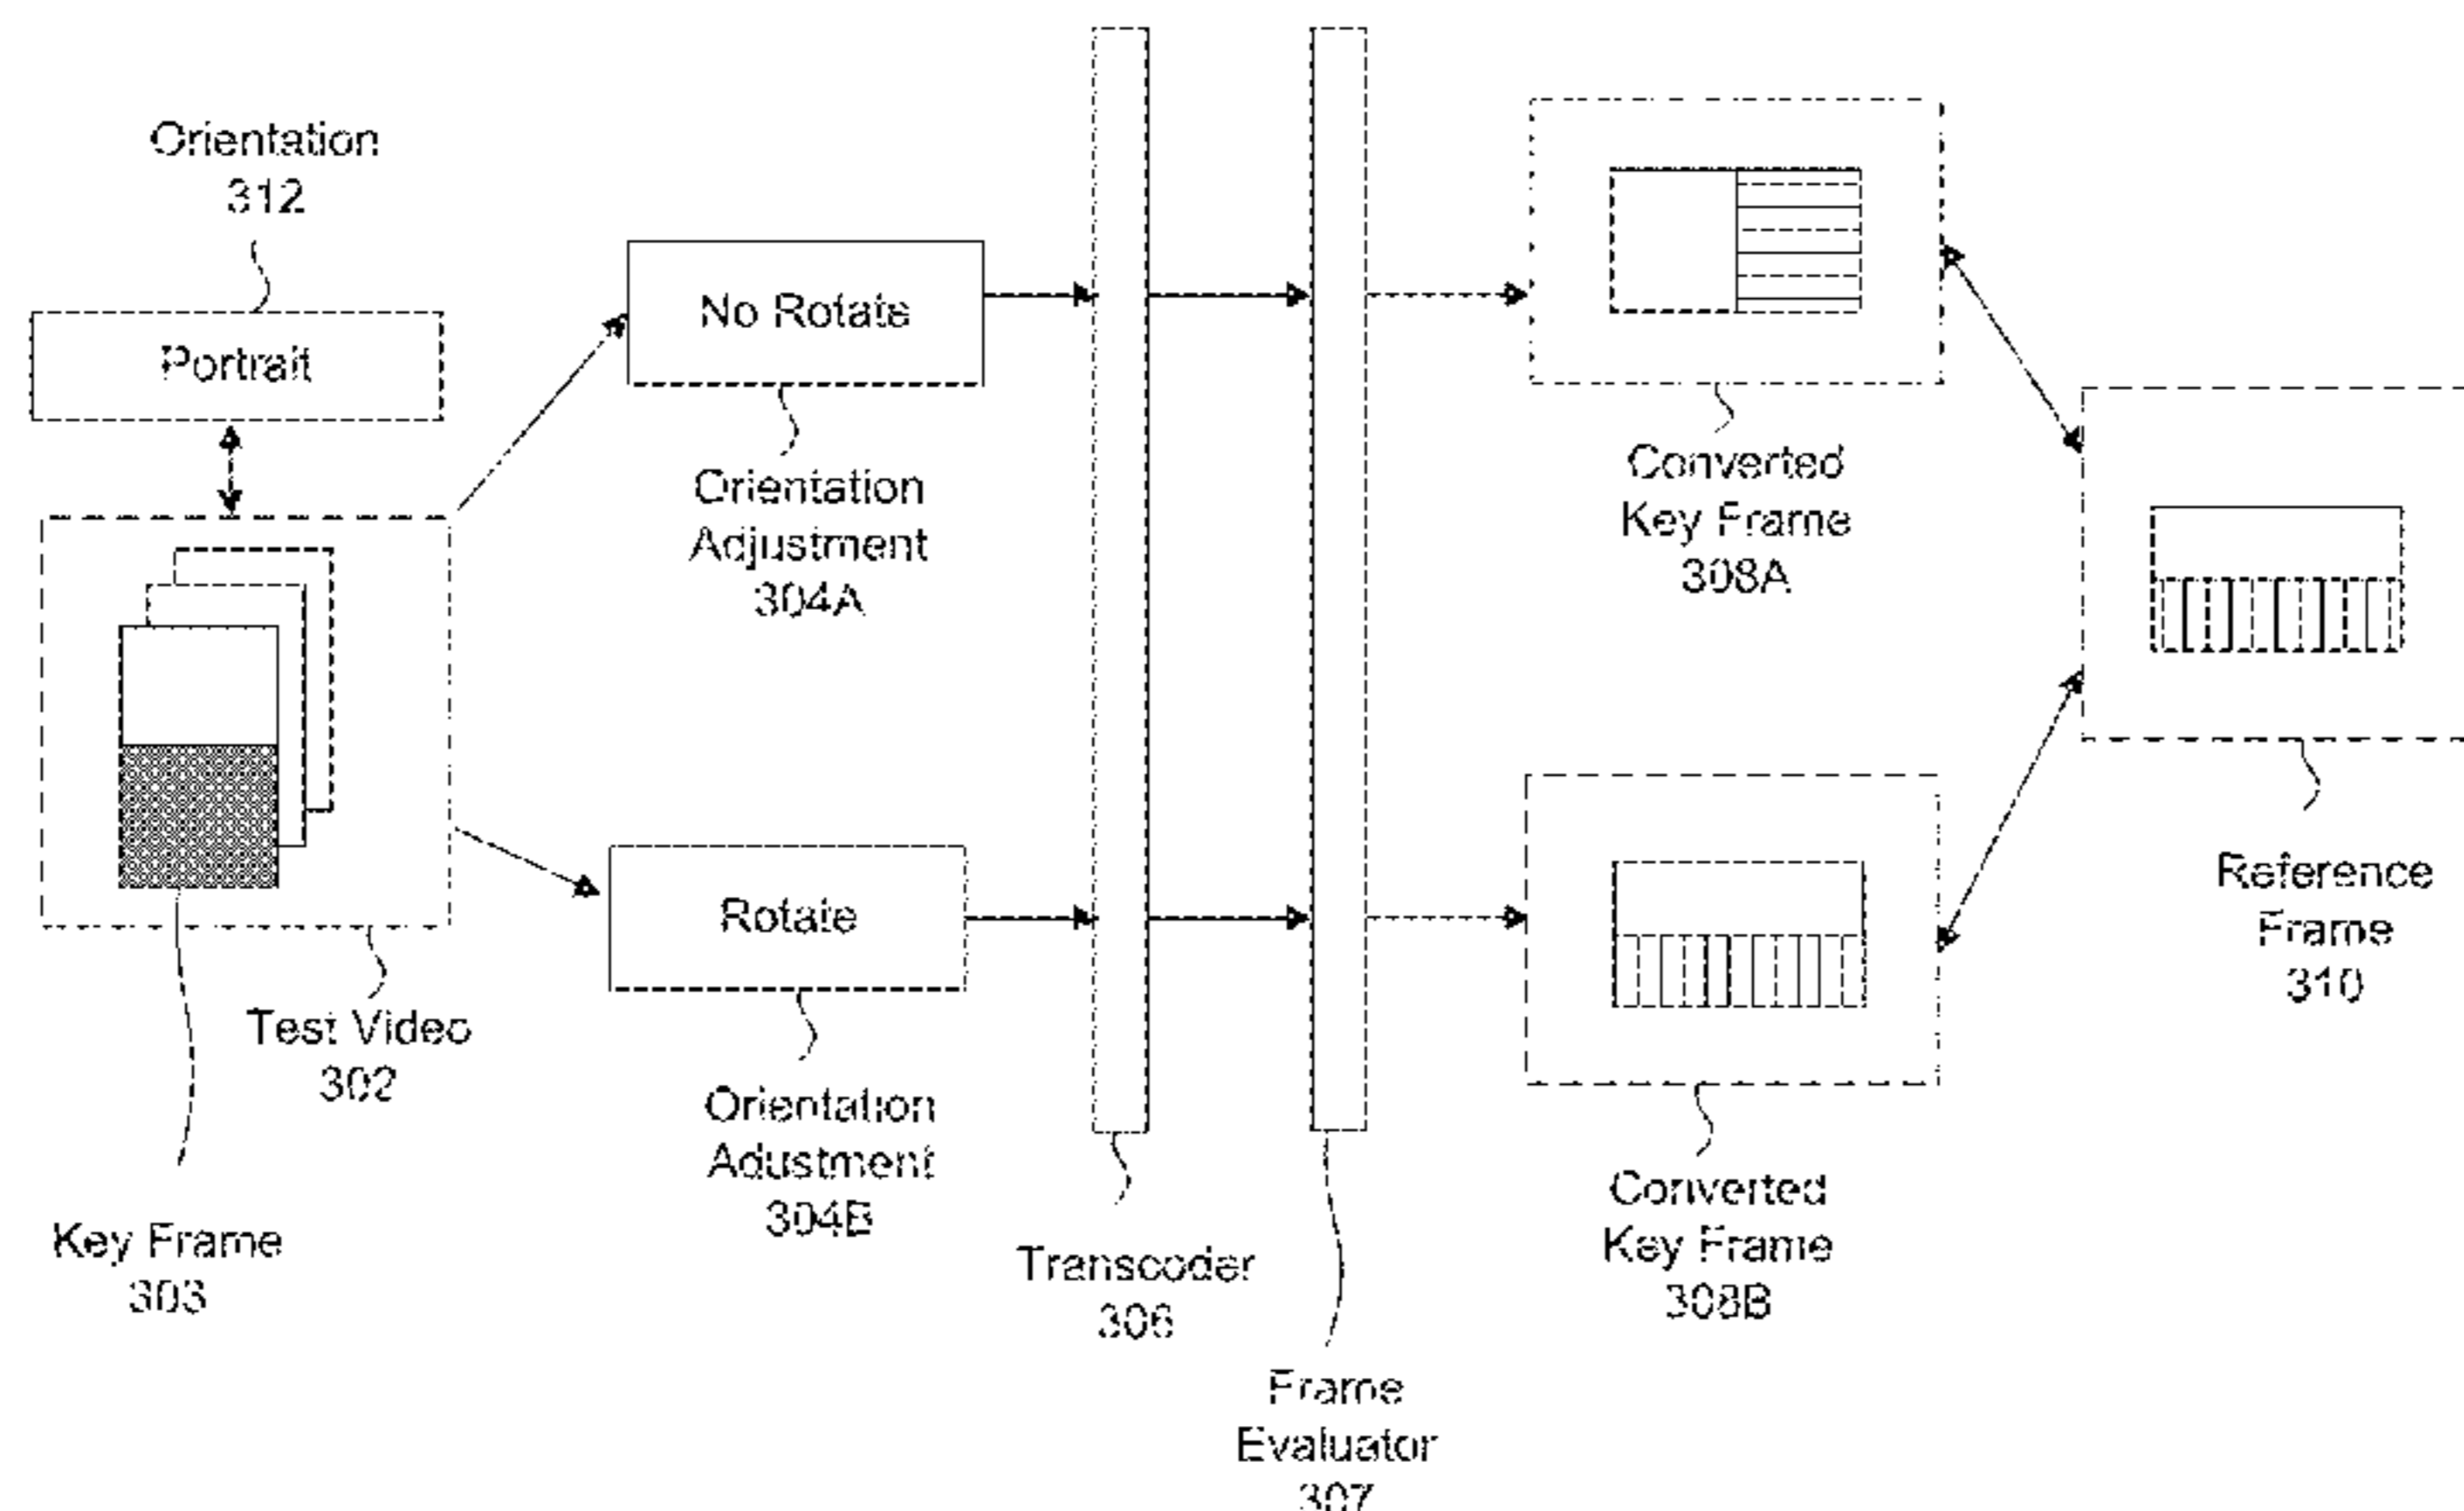 Orientation
312
Portrait
No Rotate
Orientation
Adjustment
304A
Converted
Key Frame
308A
Reference
Frame
310
Test Video
302
Rotate
Orientation
Adustment
304B
Key Frame
303
Transcoder
306
Frame
Evaluator
307
Converted
Key Frame
308B